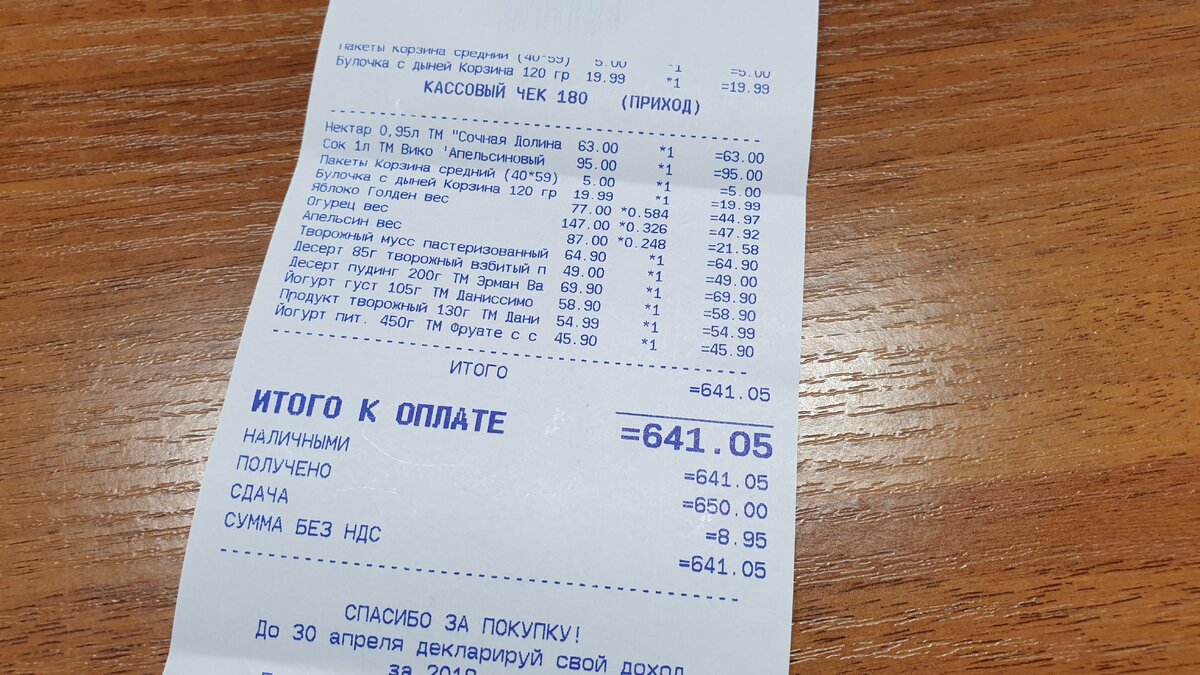 Пакеты Корзина средний (40*59) 5.00 *1 =5.00
Булочка с дыней Корзина 120 гр 19.99 *1 =19.99
КАССОВЫЙ ЧЕК 180 (ПРИХОД)
Нектар 0,95л ТМ "Сочная Долина 63.00 *1 =63.00
Сок 1л ТМ Вико 'Апельсиновый 95.00 *1 =95.00
Пакеты Корзина средний (40*59) 5.00 *1 =5.00
Булочка с дыней Корзина 120 гр 19.99 *1 =19.99
Яблоко Голден вес 77.00 *0.584 =44.97
Огурец вес 147.00 *0.326 =47.92
Апельсин вес 87.00 *0.248 =21.58
Творожный мусс пастеризованный 64.90 *1 =64.90
Десерт 85г творожный взбитый п 49.00 *1 =49.00
Десерт пудинг 200г ТМ Эрман Ва 69.90 *1 =69.90
Йогурт густ 105г ТМ Даниссимо 58.90 *1 =58.90
Продукт творожный 130г ТМ Дани 54.99 *1 =54.99
Йогурт пит. 450г ТМ Фруате с с 45.90 *1 =45.90
ИТОГО =641.05
ИТОГО К ОПЛАТЕ =641.05
НАЛИЧНЫМИ =641.05
ПОЛУЧЕНО =650.00
СДАЧА =8.95
СУММА БЕЗ НДС =641.05
СПАСИБО ЗА ПОКУПКУ!
До 30 апреля декларируй свой доход
за